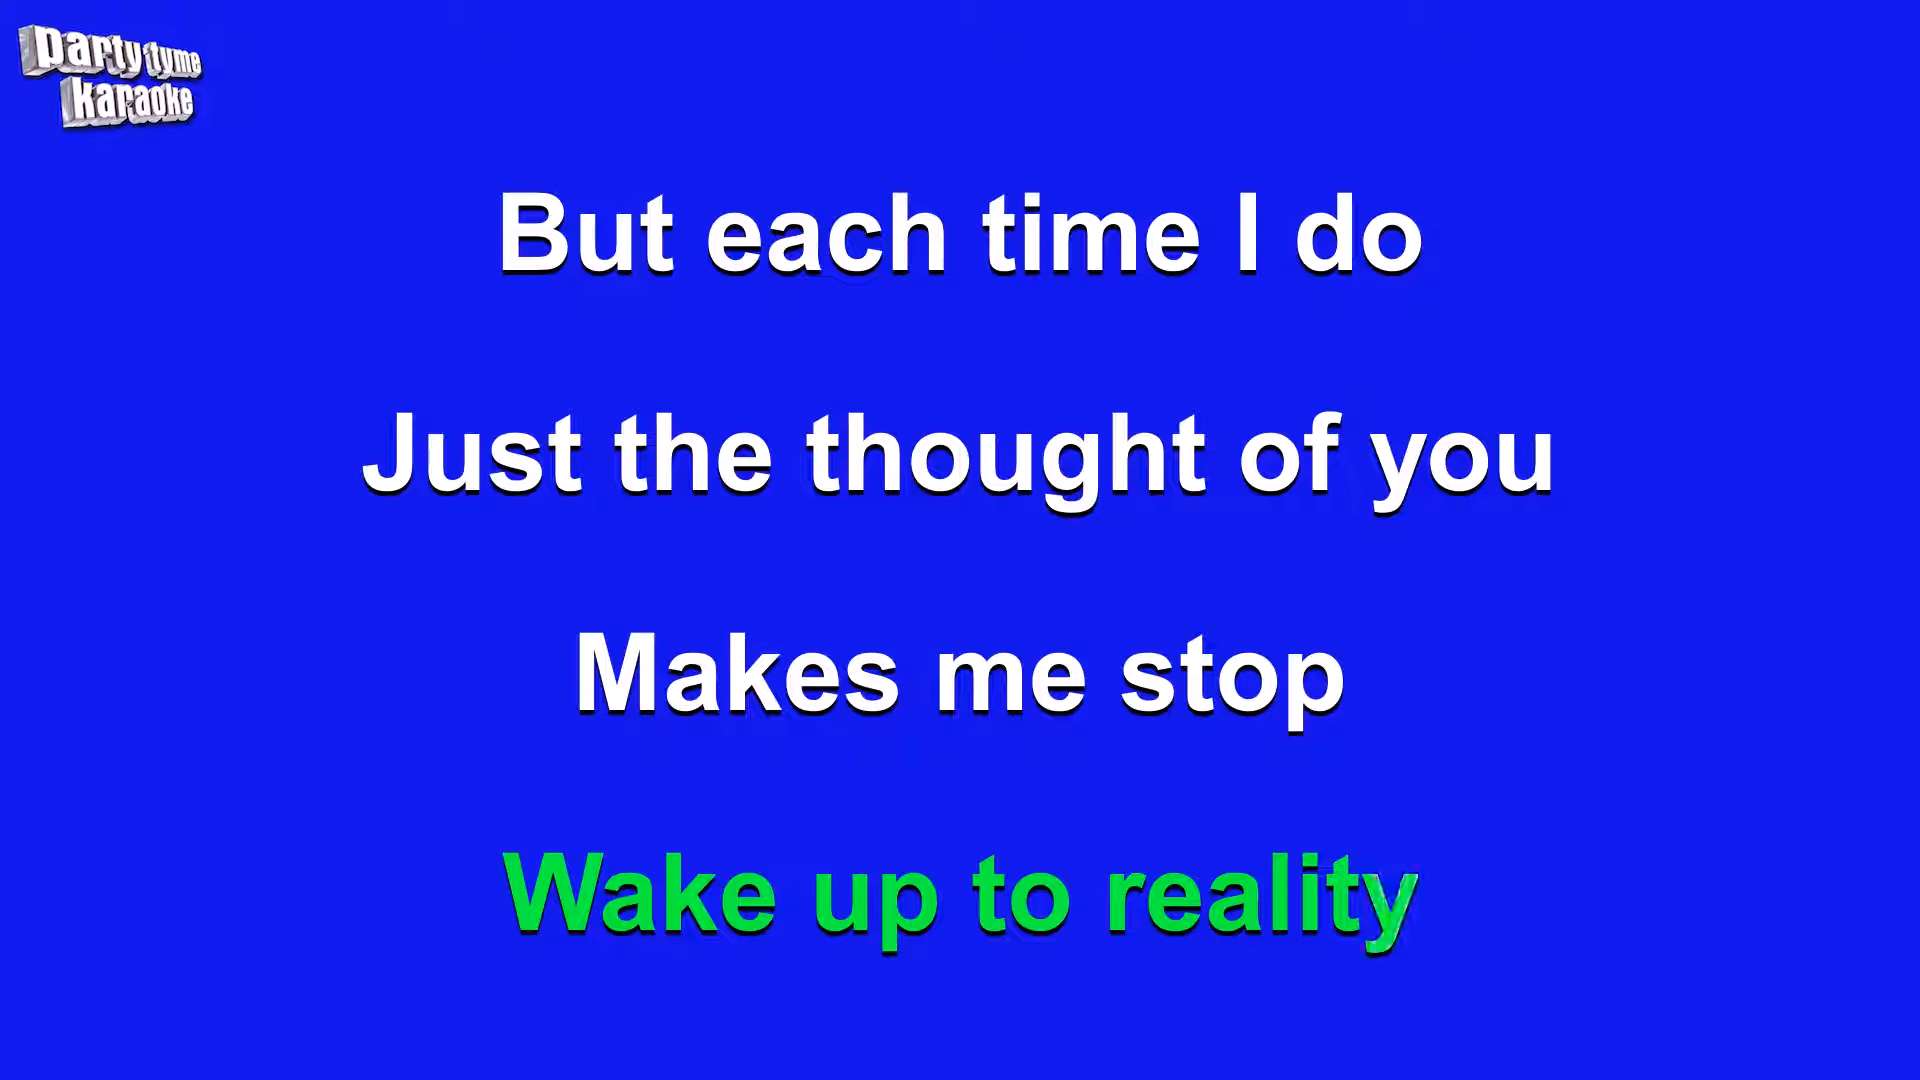 party tyme
karaoke
But each time I do
Just the thought of you
Makes me stop
Wake up to reality